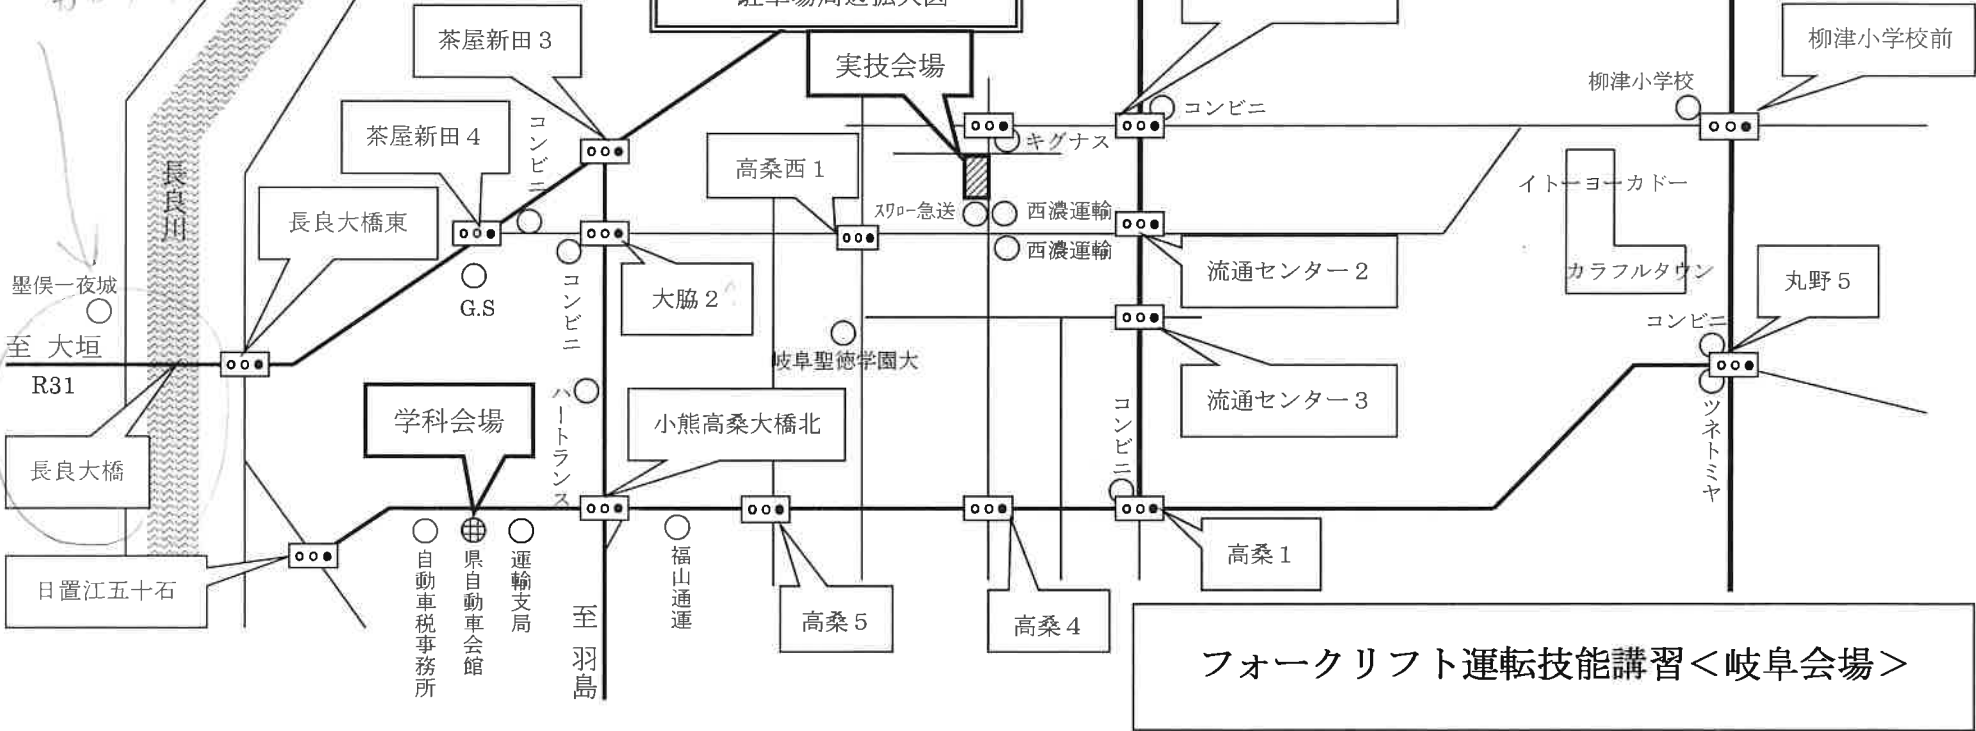 駐車場周辺拡大図
茶屋新田３
実技会場
柳津小学校前
柳津小学校
コンビニ
キグナス
茶屋新田４
コンビニ
高桑西１
長良川
イトーヨーカドー
長良大橋東
スワロー急送
西濃運輸
西濃運輸
流通センター２
カラフルタウン
丸野５
墨俣一夜城
G.S
コンビニ
大脇２
至 大垣
R31
岐阜聖徳学園大
コンビニ
流通センター３
学科会場
ハートランス
小熊高桑大橋北
コンビニ
ツネトミヤ
長良大橋
日置江五十石
自動車税事務所
県自動車会館
運輸支局
至 羽島
福山通運
高桑５
高桑４
高桑１
フォークリフト運転技能講習＜岐阜会場＞